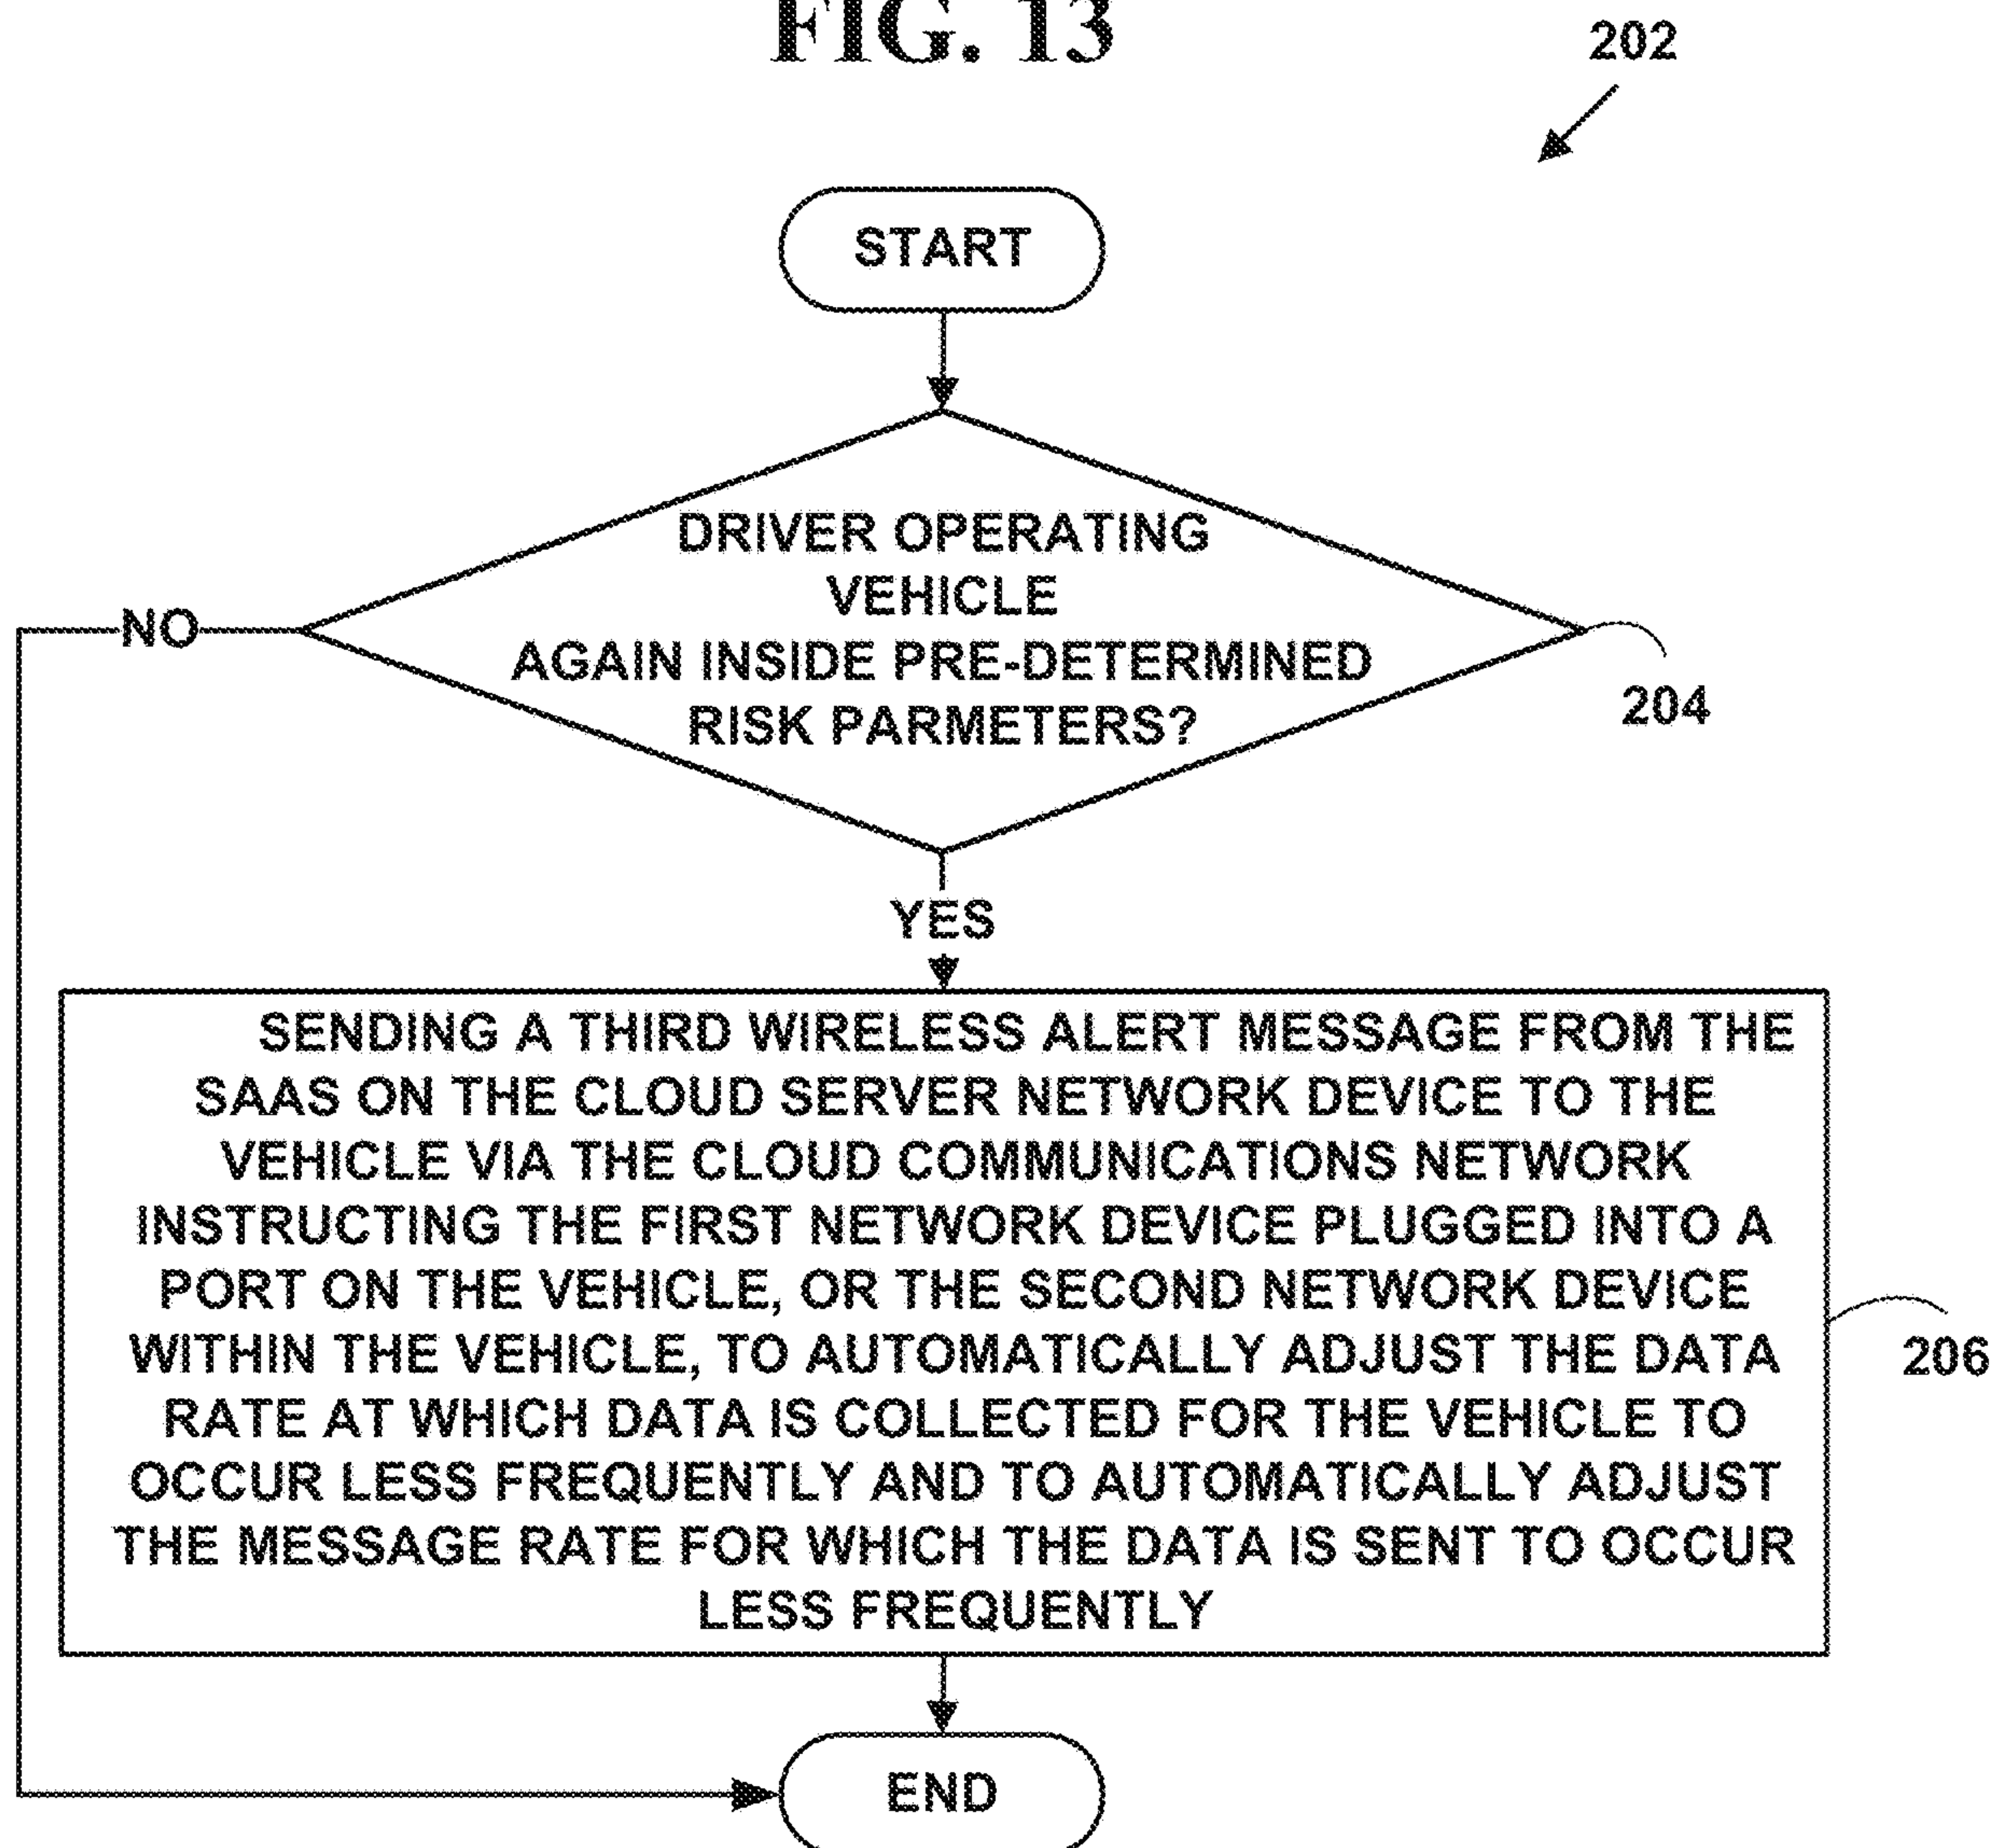 FIG. 13
202
START
DRIVER OPERATING
VEHICLE
AGAIN INSIDE PRE-DETERMINED
RISK PARMETERS?
NO
204
YES
SENDING A THIRD WIRELESS ALERT MESSAGE FROM THE
SAAS ON THE CLOUD SERVER NETWORK DEVICE TO THE
VEHICLE VIA THE CLOUD COMMUNICATIONS NETWORK
INSTRUCTING THE FIRST NETWORK DEVICE PLUGGED INTO A
PORT ON THE VEHICLE, OR THE SECOND NETWORK DEVICE
WITHIN THE VEHICLE, TO AUTOMATICALLY ADJUST THE DATA
RATE AT WHICH DATA IS COLLECTED FOR THE VEHICLE TO
OCCUR LESS FREQUENTLY AND TO AUTOMATICALLY ADJUST
THE MESSAGE RATE FOR WHICH THE DATA IS SENT TO OCCUR
LESS FREQUENTLY
206
END